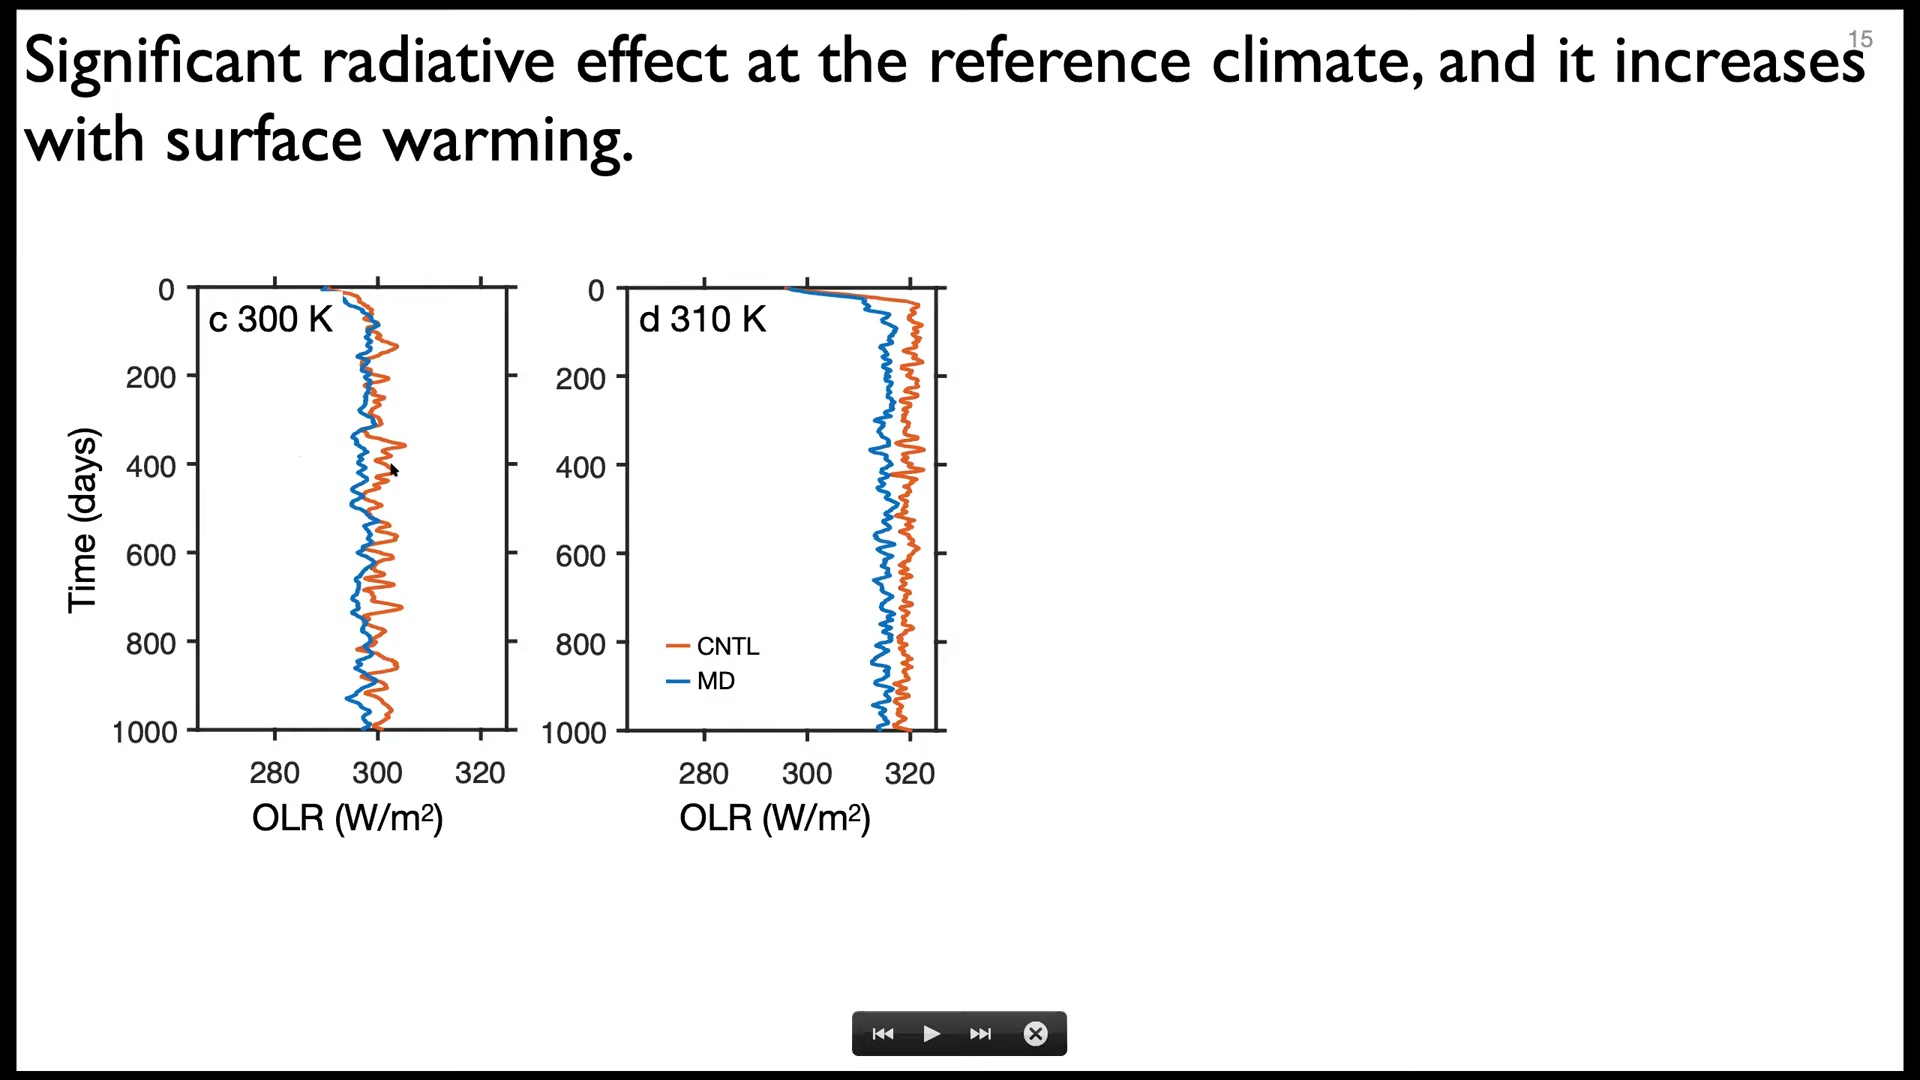 15
Significant radiative effect at the reference climate, and it increases
with surface warming.
c 300 K
0
200
400
600
800
1000
Time (days)
280 300 320
OLR (W/m²)
d 310 K
0
200
400
600
800
1000
CNTL
MD
280 300 320
OLR (W/m²)